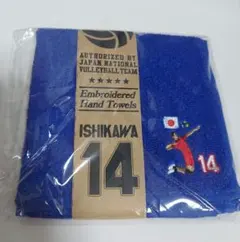 AUTHORIZED BY
JAPAN NATIONAL
VOLLEYBALL TEAM
Embroidered
Hand Towels
ISHIKAWA
14
14